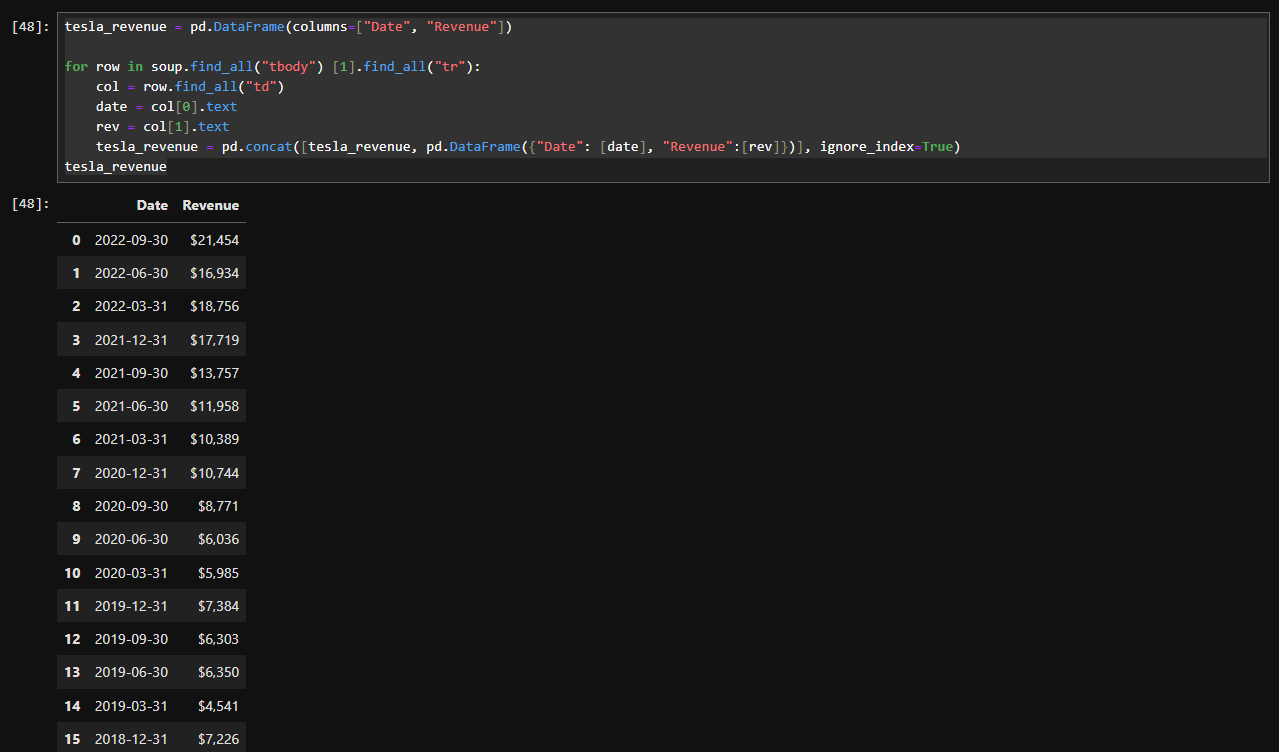 [48]: tesla_revenue = pd.DataFrame(columns=["Date", "Revenue"])
for row in soup.find_all("tbody") [1].find_all("tr"):
    col = row.find_all("td")
    date = col[0].text
    rev = col[1].text
    tesla_revenue = pd.concat([tesla_revenue, pd.DataFrame({"Date": [date], "Revenue":[rev]})], ignore_index=True)
tesla_revenue
[48]: Date Revenue
0 2022-09-30 $21,454
1 2022-06-30 $16,934
2 2022-03-31 $18,756
3 2021-12-31 $17,719
4 2021-09-30 $13,757
5 2021-06-30 $11,958
6 2021-03-31 $10,389
7 2020-12-31 $10,744
8 2020-09-30 $8,771
9 2020-06-30 $6,036
10 2020-03-31 $5,985
11 2019-12-31 $7,384
12 2019-09-30 $6,303
13 2019-06-30 $6,350
14 2019-03-31 $4,541
15 2018-12-31 $7,226